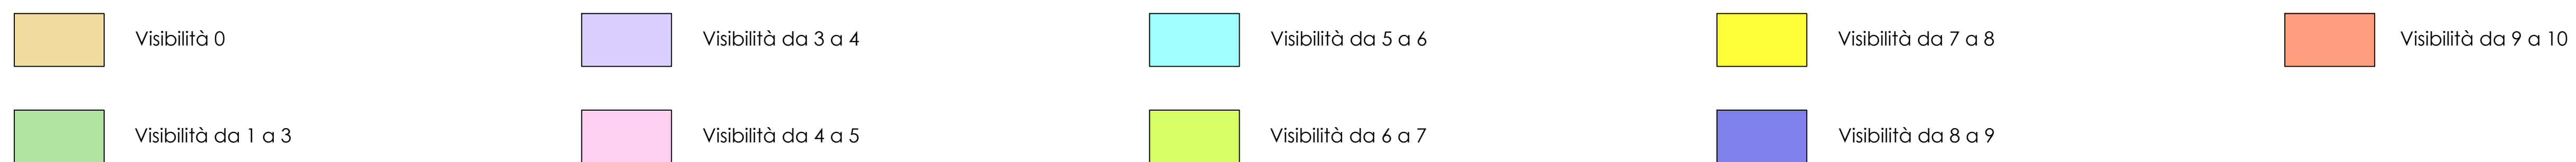 Visibilità 0
Visibilità da 3 a 4
Visibilità da 5 a 6
Visibilità da 7 a 8
Visibilità da 9 a 10
Visibilità da 1 a 3
Visibilità da 4 a 5
Visibilità da 6 a 7
Visibilità da 8 a 9